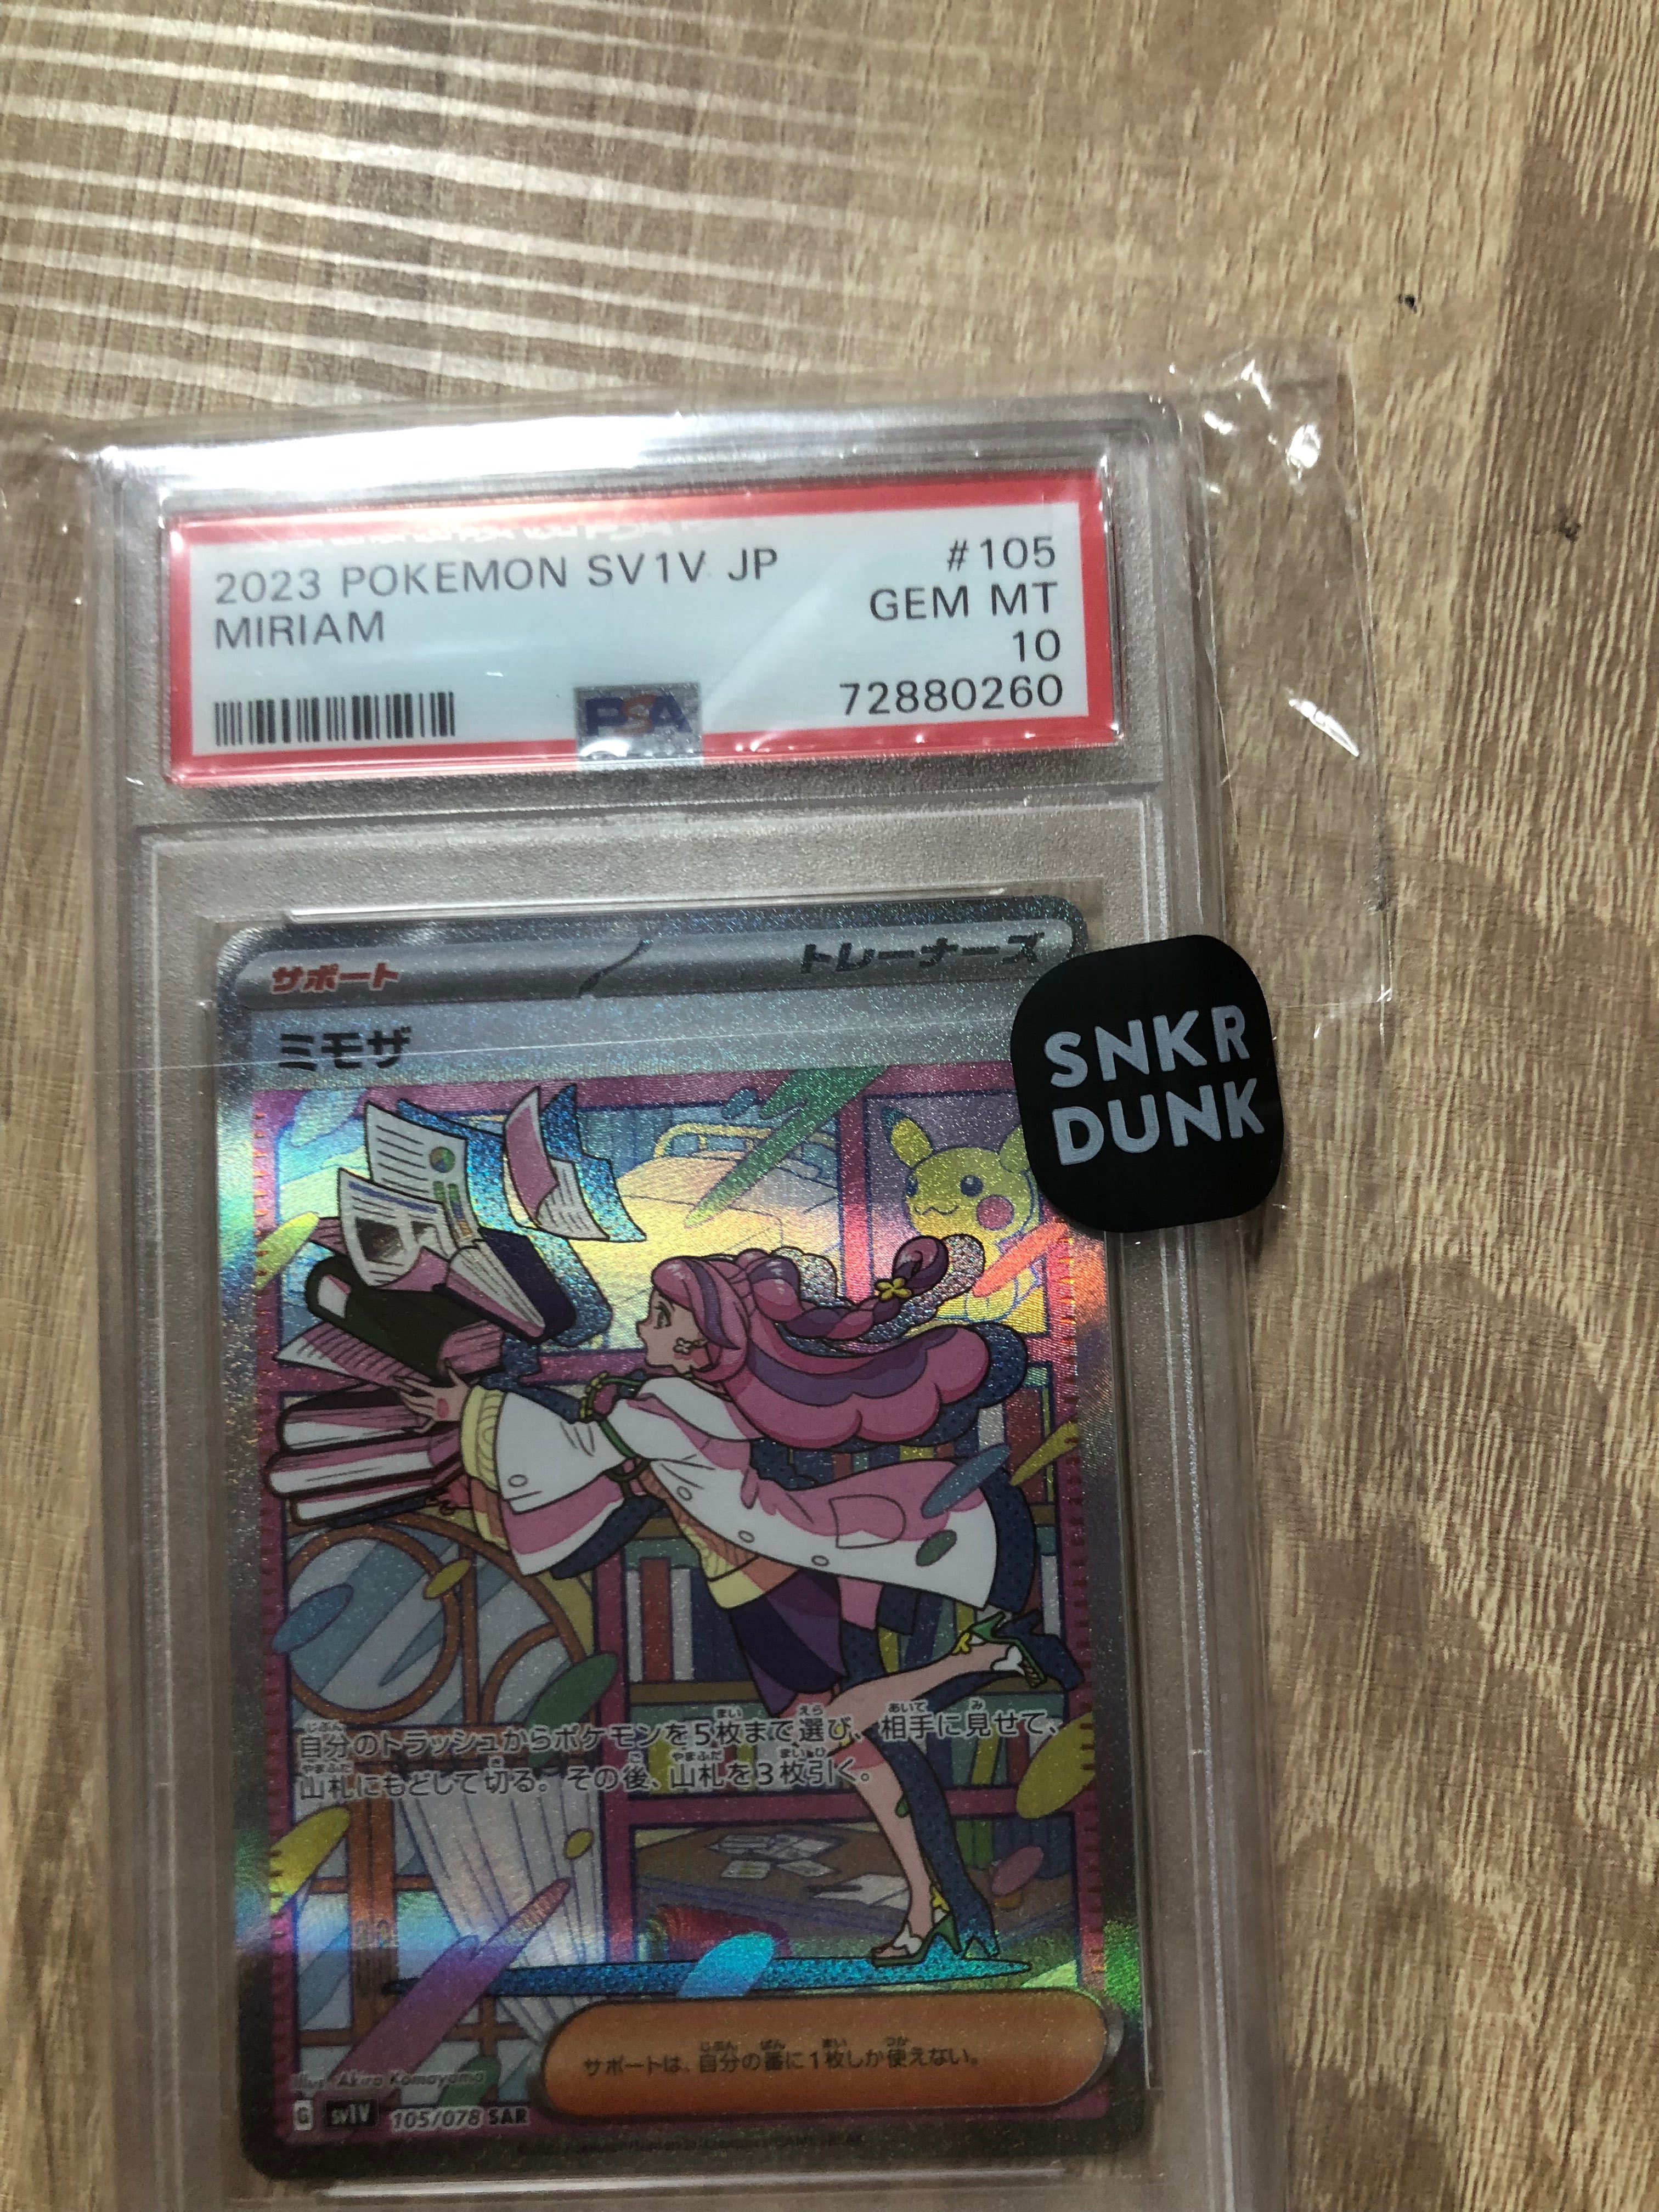 2023 POKEMON SV1V JP #105
MIRIAM GEM MT
10
PSA 72880260
サポート トレーナーズ
ミモザ
SNKR
DUNK
自分のトラッシュからポケモンを5枚まで選び、相手に見せて、
山札にもどして切る。その後、山札を3枚引く。
サポートは、自分の番に1枚しか使えない。
Illus. Akira Komayama
G sv1V 105/078 SAR